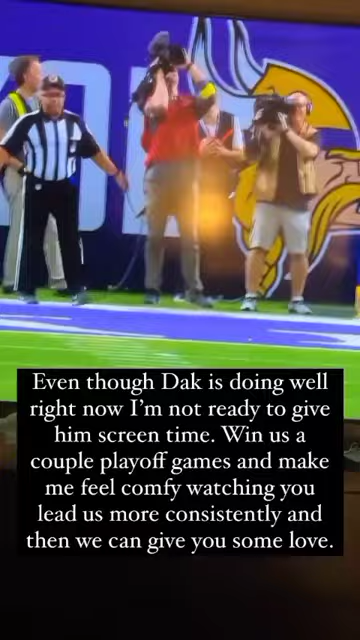 Even though Dak is doing well
right now I'm not ready to give
him screen time. Win us a
couple playoff games and make
me feel comfy watching you
lead us more consistently and
then we can give you some love.